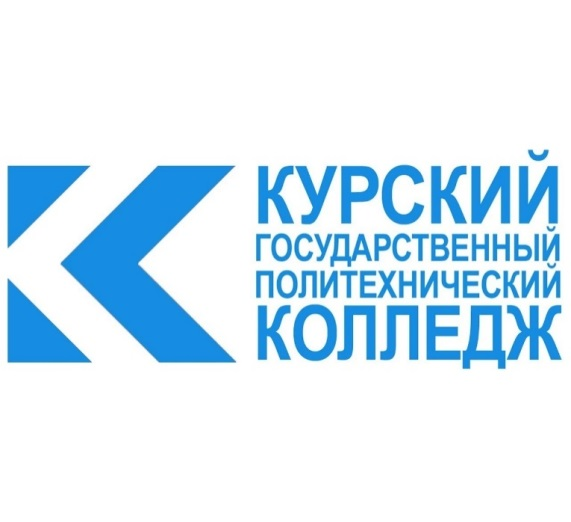 КУРСКИЙ
ГОСУДАРСТВЕННЫЙ
ПОЛИТЕХНИЧЕСКИЙ
КОЛЛЕДЖ